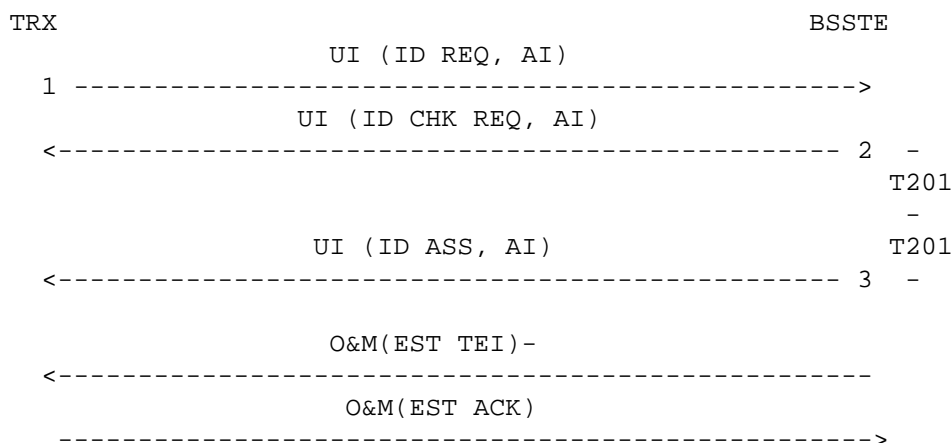 TRX BSSTE
UI (ID REQ, AI)
1 ------------------------------------------------->
UI (ID CHK REQ, AI)
<------------------------------------------------- 2 -
T201
-
UI (ID ASS, AI) T201
<------------------------------------------------- 3 -
O&M(EST TEI)-
<---------------------------------------------------
O&M(EST ACK)
--------------------------------------------------->